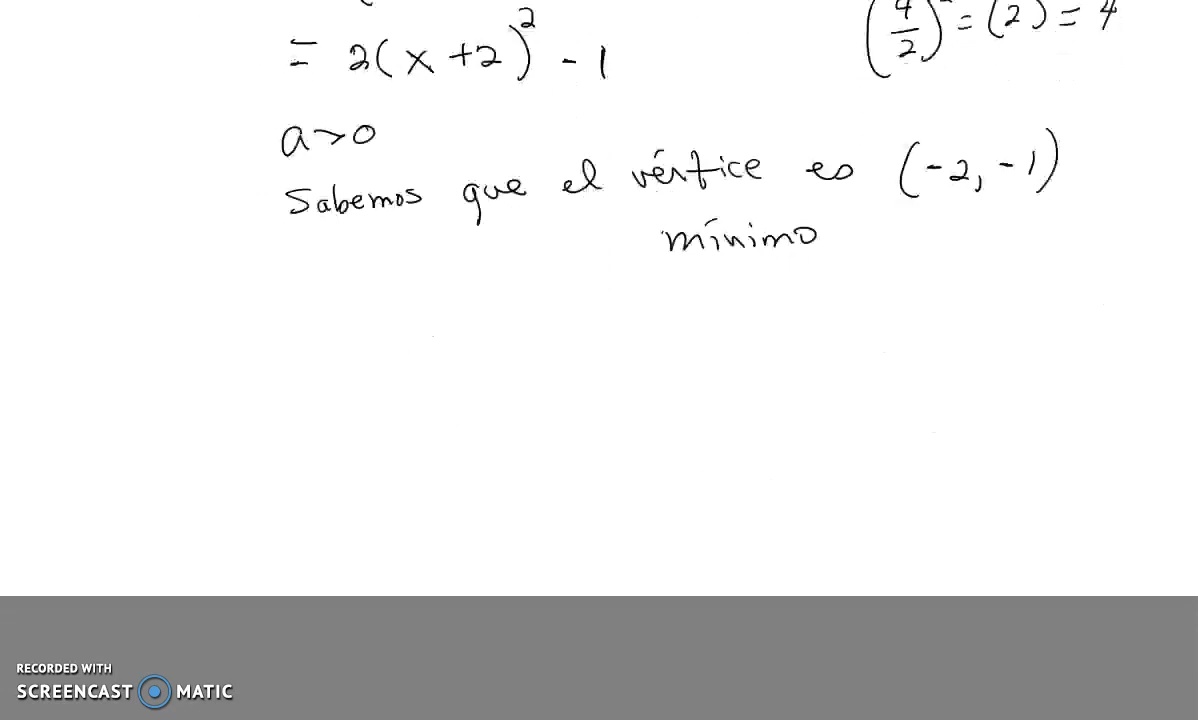 (4/2)² = (2) = 4
= 2(x+2)² - 1
a>0
Sabemos que el vértice es (-2, -1)
mínimo
RECORDED WITH
SCREENCAST MATIC